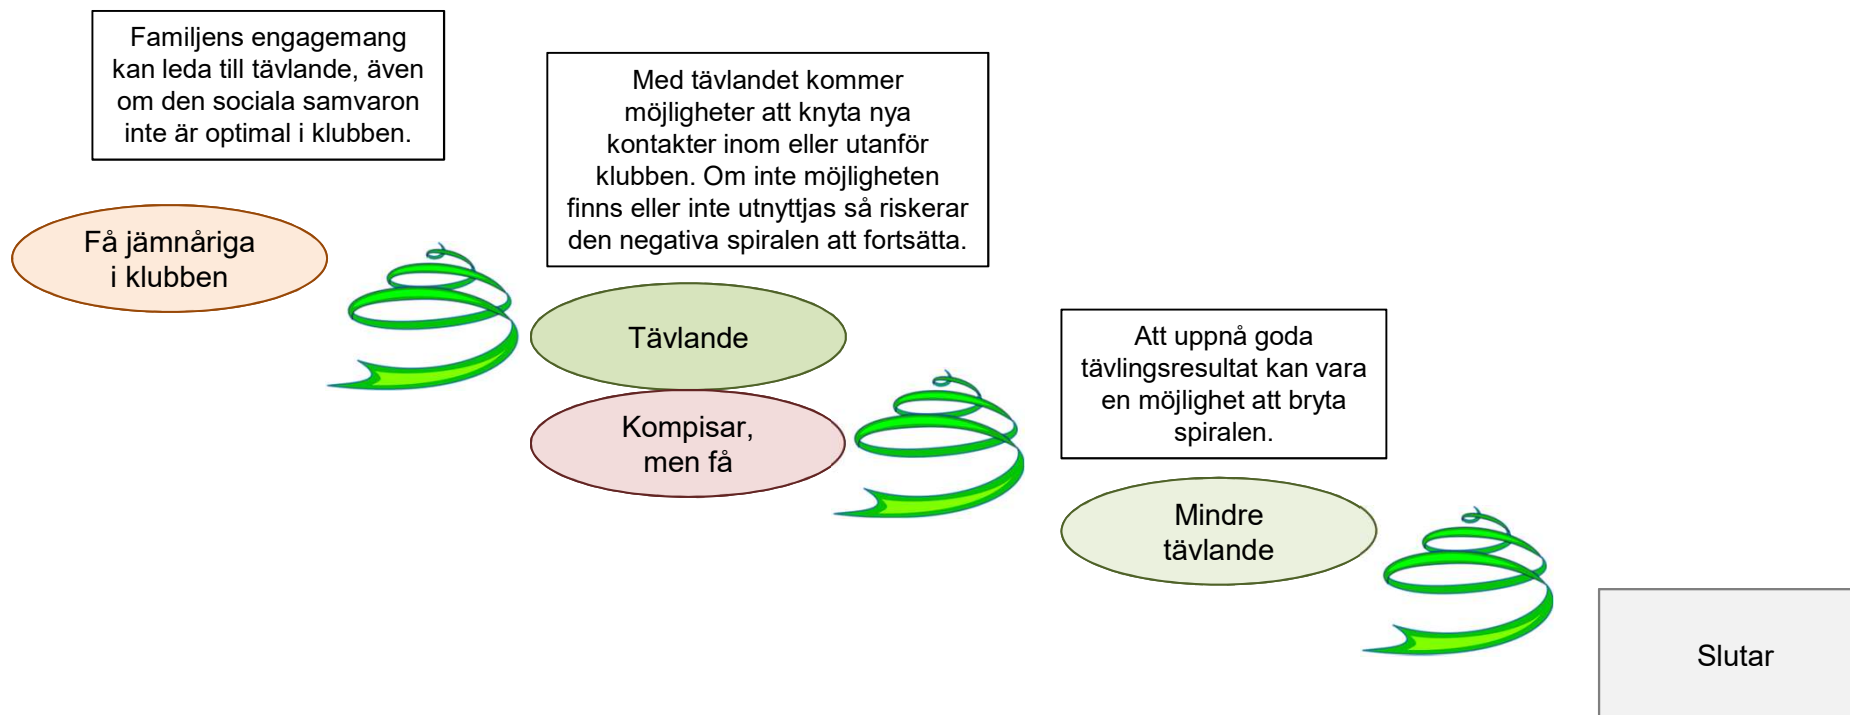 Familjens engagemang
kan leda till tävlande, även
om den sociala samvaron
inte är optimal i klubben.
Med tävlandet kommer
möjligheter att knyta nya
kontakter inom eller utanför
klubben. Om inte möjligheten
finns eller inte utnyttjas så riskerar
den negativa spiralen att fortsätta.
Få jämnåriga
i klubben
Tävlande
Kompisar,
men få
Att uppnå goda
tävlingsresultat kan vara
en möjlighet att bryta
spiralen.
Mindre
tävlande
Slutar